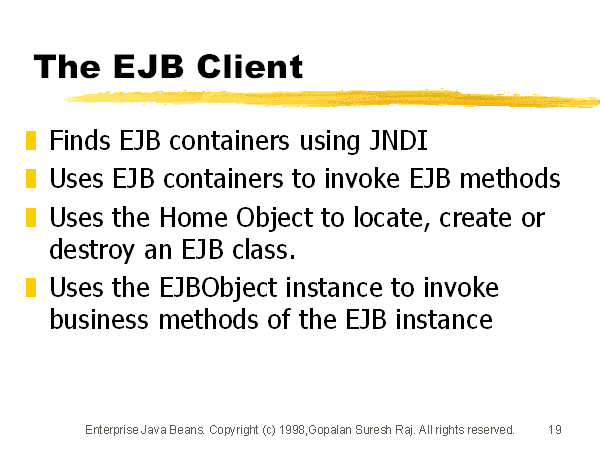 The EJB Client
Finds EJB containers using JNDI
Uses EJB containers to invoke EJB methods
Uses the Home Object to locate, create or
destroy an EJB class.
Uses the EJBObject instance to invoke
business methods of the EJB instance
Enterprise Java Beans. Copyright (c) 1998,Gopalan Suresh Raj. All rights reserved. 19